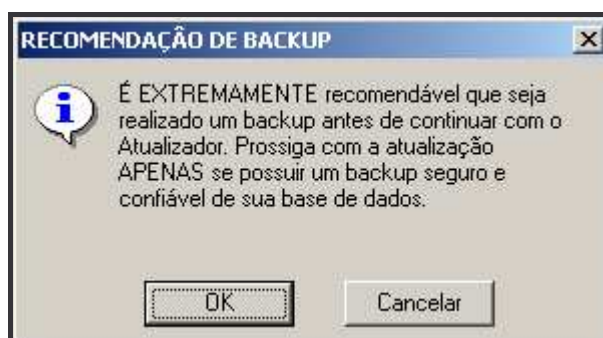 RECOMENDAÇÂO DE BACKUP
É EXTREMAMENTE recomendável que seja
realizado um backup antes de continuar com o
Atualizador. Prossiga com a atualização
APENAS se possuir um backup seguro e
confiável de sua base de dados.
OK
Cancelar